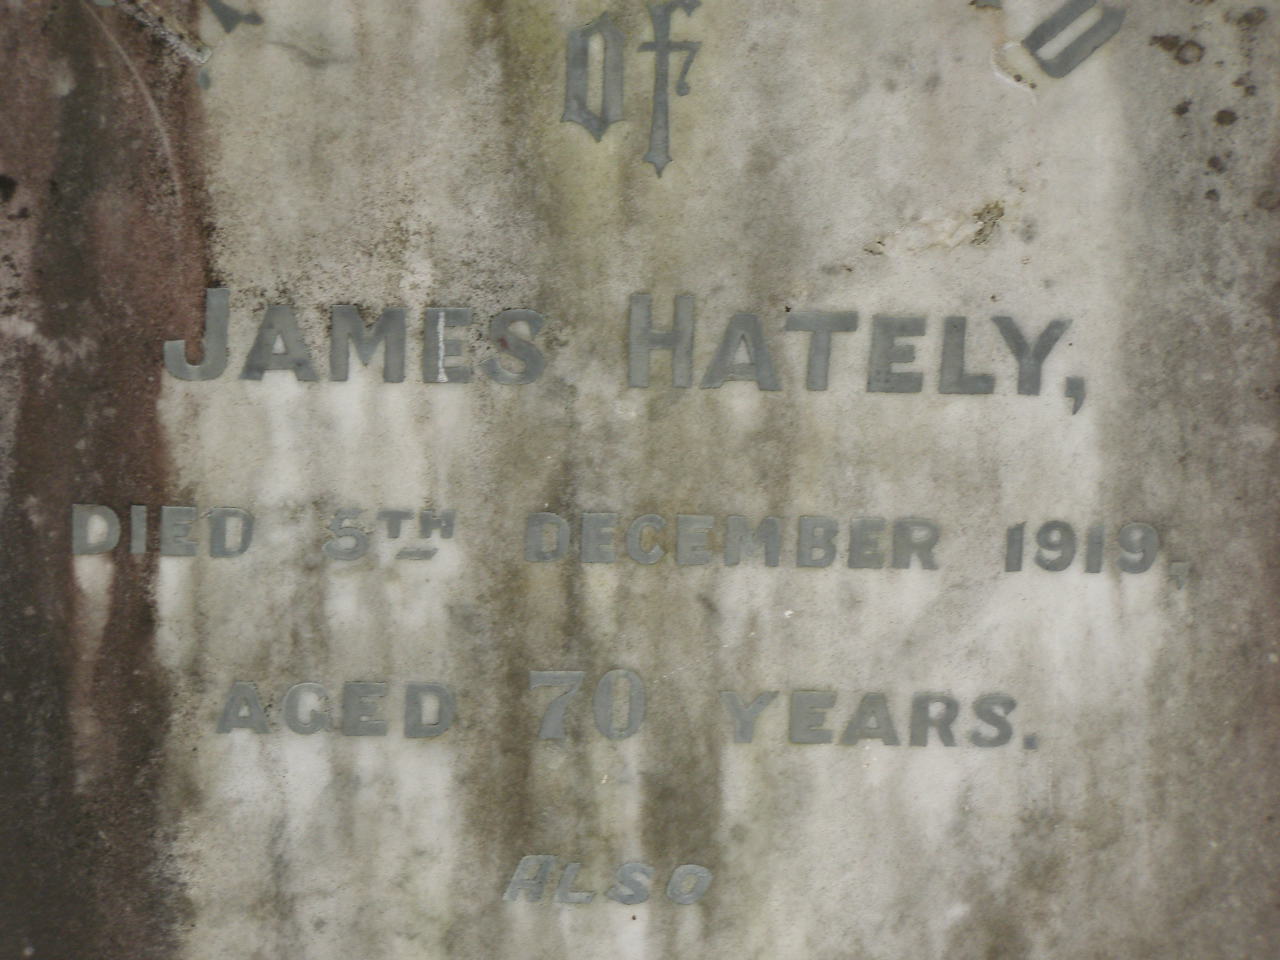 of
JAMES HATELY,
DIED 5TH DECEMBER 1919,
AGED 70 YEARS.
ALSO